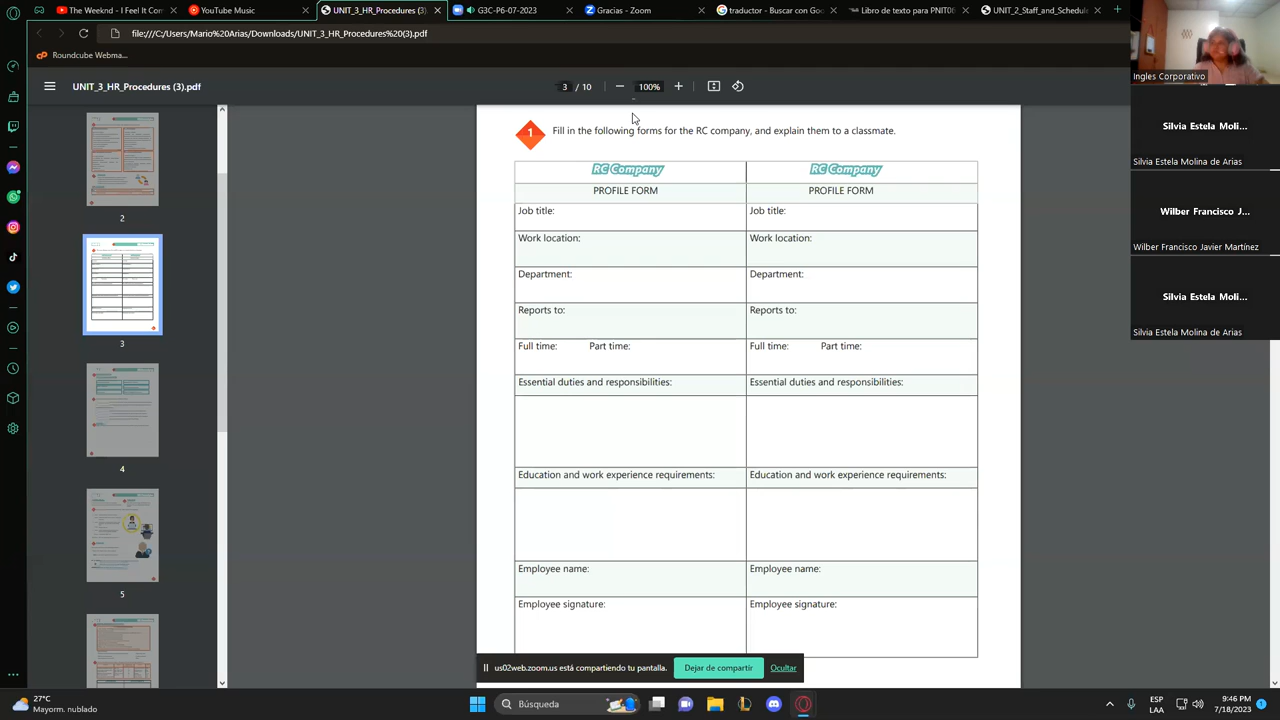 The Weeknd - I Feel It Com
YouTube Music
UNIT_3_HR_Procedures (3)
G3C-P6-07-2023
Gracias - Zoom
traductor - Buscar con Go
Libro de texto para PNIT0
UNIT_2_Staff_and_Schedule
file:///C:/Users/Mario%20Arias/Downloads/UNIT_3_HR_Procedures%20(3).pdf
Roundcube Webma...
UNIT_3_HR_Procedures (3).pdf
3 / 10
100%
Ingles Corporativo
Silvia Estela Moli...
Silvia Estela Molina de Arias
Wilber Francisco J...
Wilber Francisco Javier Martínez
Silvia Estela Moli...
Silvia Estela Molina de Arias
2
3
4
5
1
Fill in the following forms for the RC company, and explain them to a classmate.
RC Company RC Company
PROFILE FORM PROFILE FORM
Job title: Job title:
Work location: Work location:
Department: Department:
Reports to: Reports to:
Full time: Part time: Full time: Part time:
Essential duties and responsibilities: Essential duties and responsibilities:
Education and work experience requirements: Education and work experience requirements:
Employee name: Employee name:
Employee signature: Employee signature:
us02web.zoom.us está compartiendo tu pantalla.
Dejar de compartir
Ocultar
27°C
Mayorm. nublado
Búsqueda
ESP
LAA
9:46 PM
7/18/2023
1